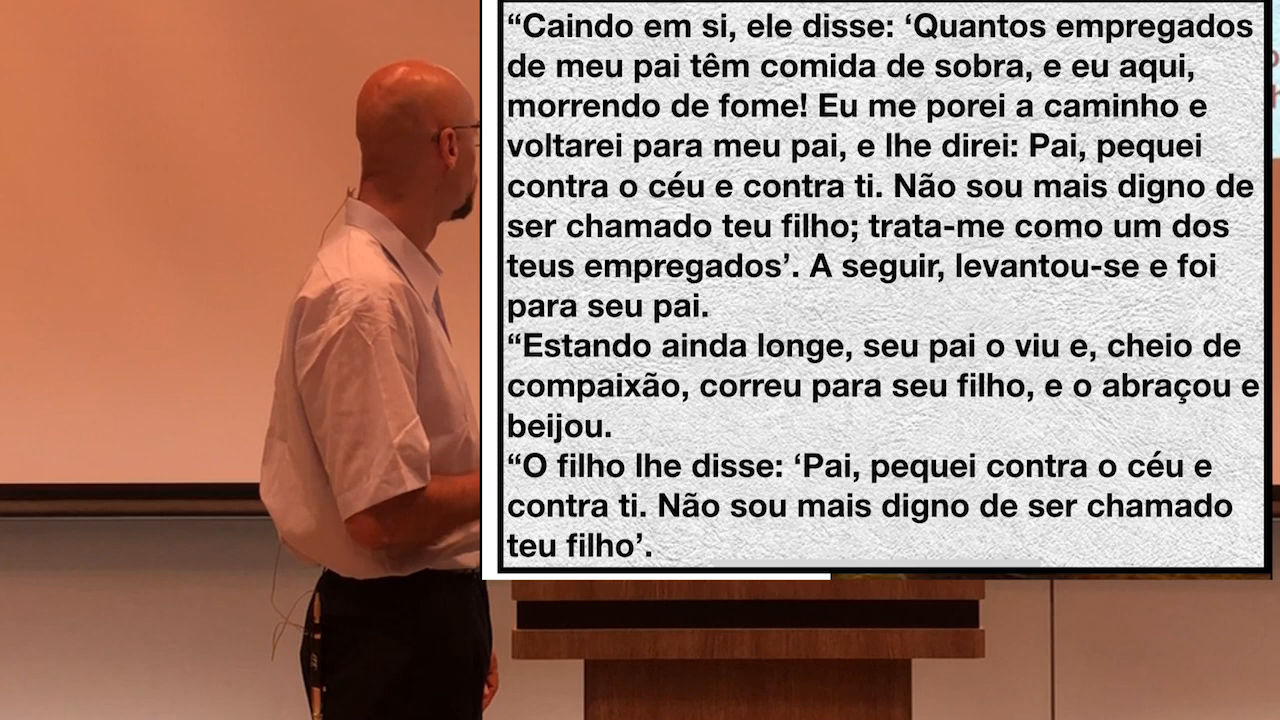 “Caindo em si, ele disse: ‘Quantos empregados
de meu pai têm comida de sobra, e eu aqui,
morrendo de fome! Eu me porei a caminho e
voltarei para meu pai, e lhe direi: Pai, pequei
contra o céu e contra ti. Não sou mais digno de
ser chamado teu filho; trata-me como um dos
teus empregados’. A seguir, levantou-se e foi
para seu pai.
“Estando ainda longe, seu pai o viu e, cheio de
compaixão, correu para seu filho, e o abraçou e
beijou.
“O filho lhe disse: ‘Pai, pequei contra o céu e
contra ti. Não sou mais digno de ser chamado
teu filho’.